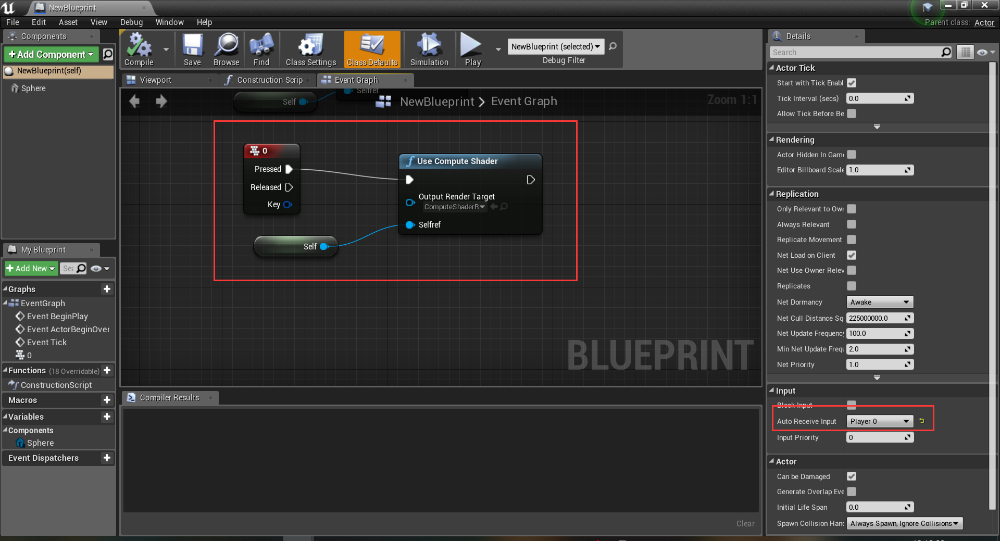 NewBlueprint
File Edit Asset View Debug Window Help
Parent class: Actor
Components
Add Component
NewBlueprint(self)
Sphere
Compile
Save
Browse
Find
Class Settings
Class Defaults
Simulation
Play
NewBlueprint (selected)
Debug Filter
Viewport
Construction Scrip
Event Graph
Self
Selfref
NewBlueprint > Event Graph
Zoom 1:1
0
Pressed
Released
Key
Self
Use Compute Shader
Output Render Target
ComputeShaderR
Selfref
BLUEPRINT
My Blueprint
Add New
Graphs
EventGraph
Event BeginPlay
Event ActorBeginOver
Event Tick
0
Functions (18 Overridable)
ConstructionScript
Macros
Variables
Components
Sphere
Event Dispatchers
Compiler Results
Clear
Details
Search
Actor Tick
Start with Tick Enabl
Tick Interval (secs) 0.0
Allow Tick Before Be
Rendering
Actor Hidden In Gam
Editor Billboard Scale 1.0
Replication
Only Relevant to Owr
Always Relevant
Replicate Movement
Net Load on Client
Net Use Owner Relev
Replicates
Net Dormancy Awake
Net Cull Distance Sq 225000000.0
Net Update Frequency 100.0
Min Net Update Frequ 2.0
Net Priority 1.0
Input
Block Input
Auto Receive Input Player 0
Input Priority 0
Actor
Can be Damaged
Generate Overlap Eve
Initial Life Span 0.0
Spawn Collision Hand Always Spawn, Ignore Collisions